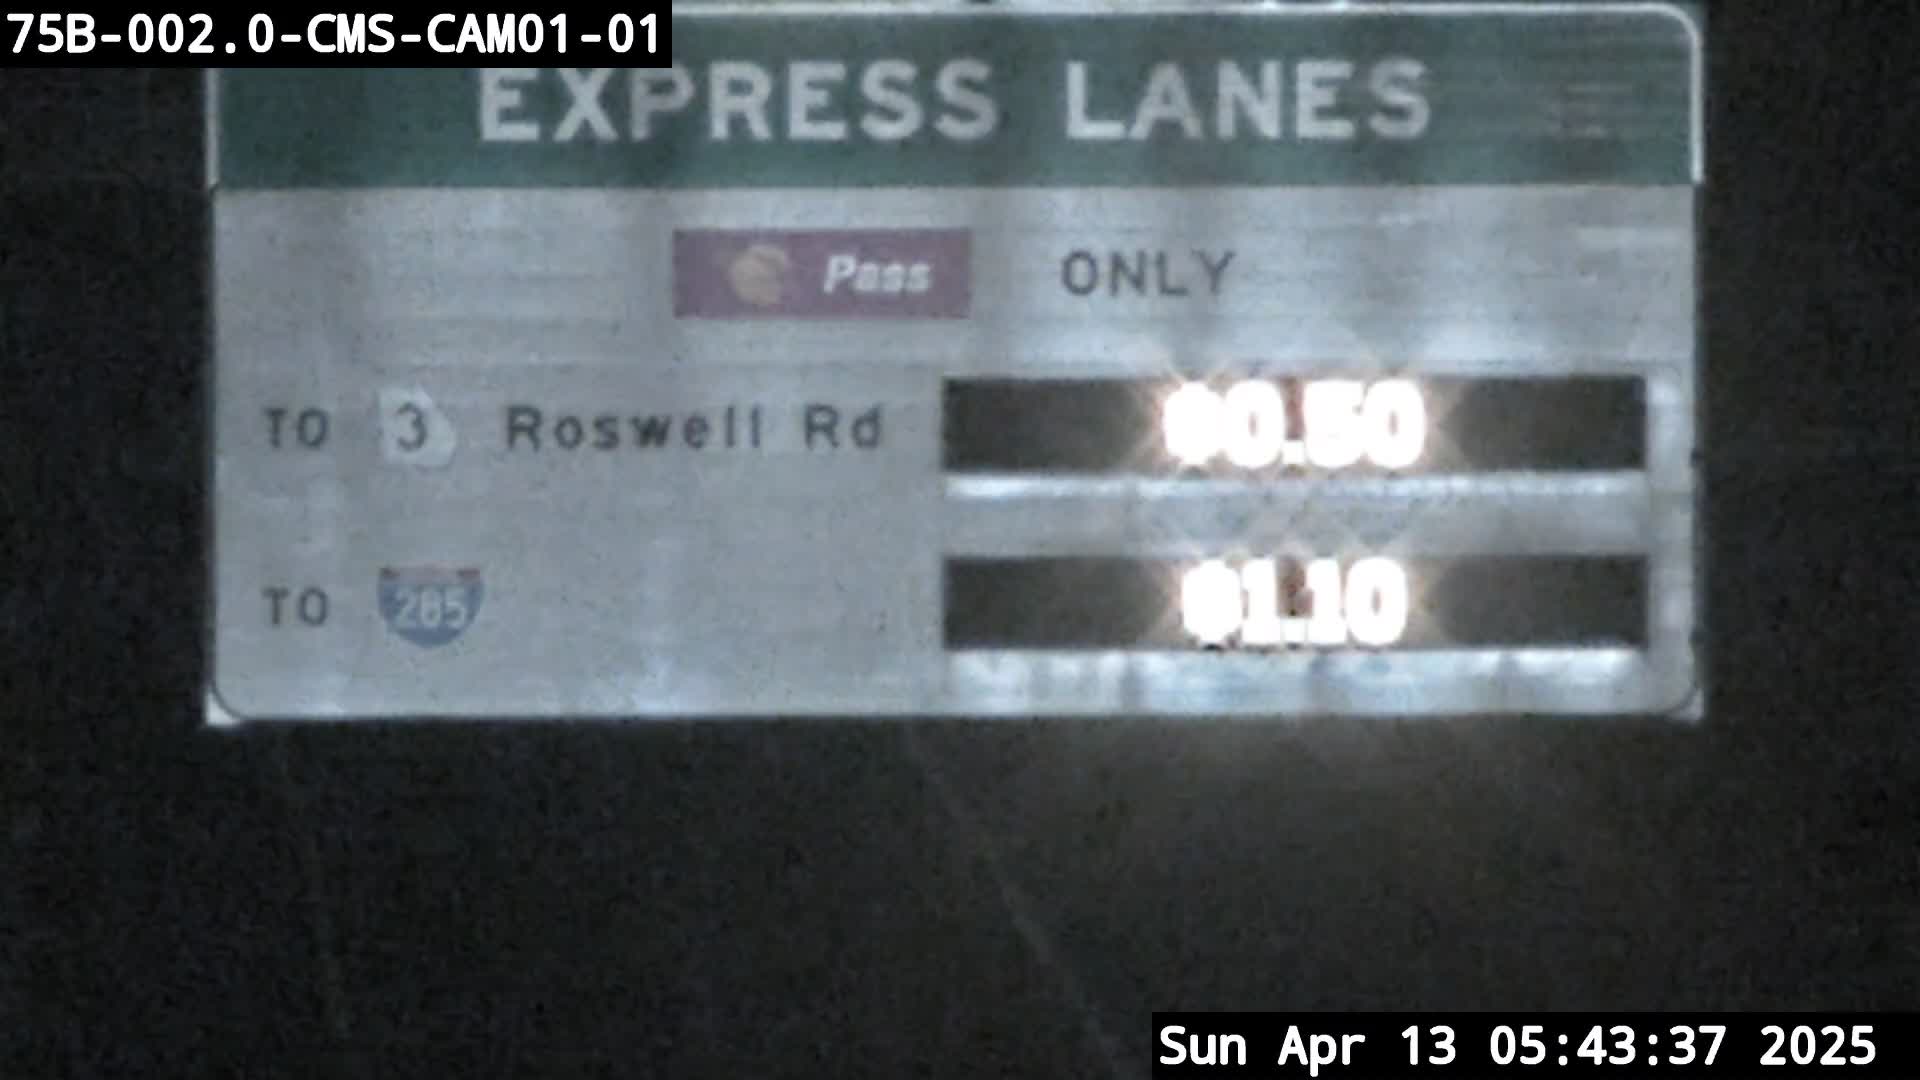 75B-002.0-CMS-CAM01-01
EXPRESS LANES
Pass ONLY
TO 3 Roswell Rd $0.50
TO 285 $1.10
Sun Apr 13 05:43:37 2025